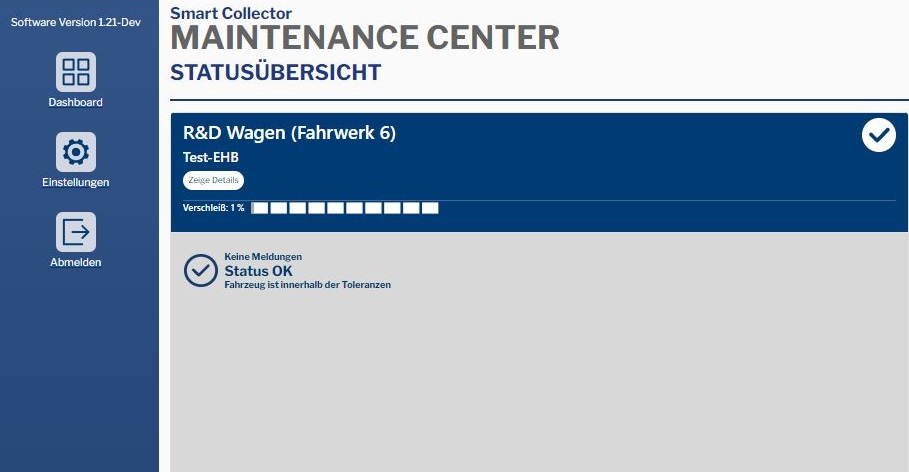 Software Version 1.21-Dev
Dashboard
Einstellungen
Abmelden
Smart Collector
MAINTENANCE CENTER
STATUSÜBERSICHT
R&D Wagen (Fahrwerk 6)
Test-EHB
Zeige Details
Verschleiß: 1 %
Keine Meldungen
Status OK
Fahrzeug ist innerhalb der Toleranzen